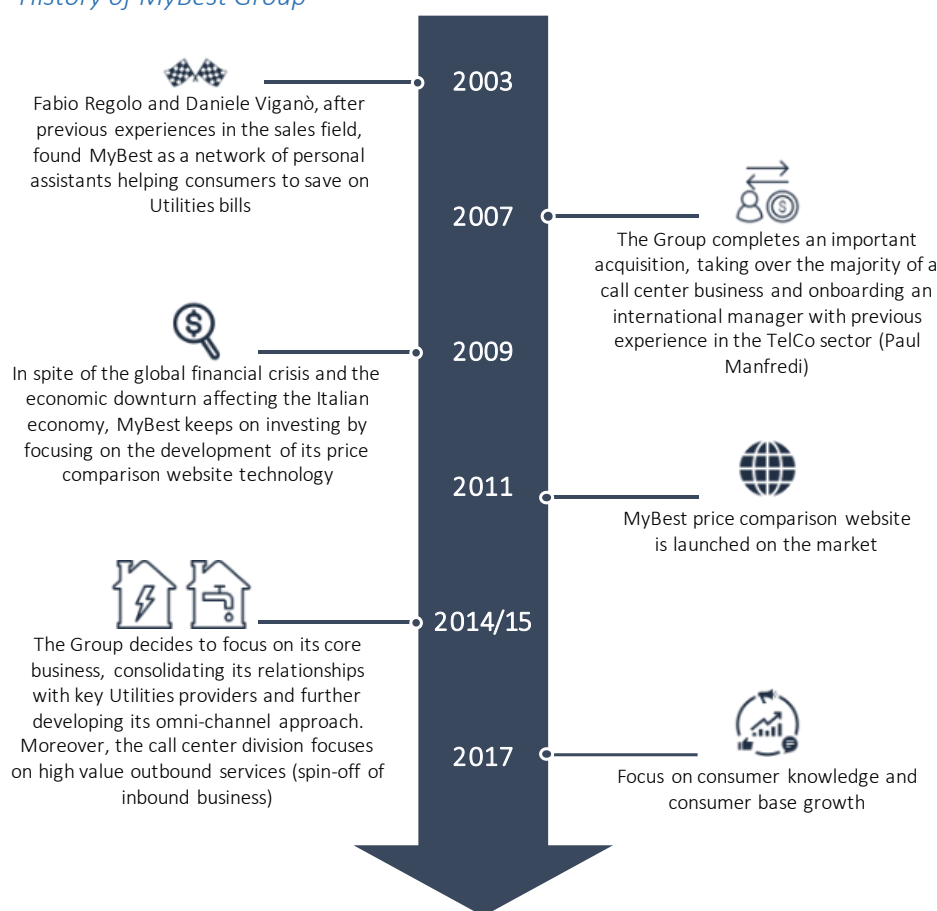 History of MyBest Group
2003
Fabio Regolo and Daniele Viganò, after
previous experiences in the sales field,
found MyBest as a network of personal
assistants helping consumers to save on
Utilities bills
2007
The Group completes an important
acquisition, taking over the majority of a
call center business and onboarding an
international manager with previous
experience in the TelCo sector (Paul
Manfredi)
2009
In spite of the global financial crisis and the
economic downturn affecting the Italian
economy, MyBest keeps on investing by
focusing on the development of its price
comparison website technology
2011
MyBest price comparison website
is launched on the market
2014/15
The Group decides to focus on its core
business, consolidating its relationships
with key Utilities providers and further
developing its omni-channel approach.
Moreover, the call center division focuses
on high value outbound services (spin-off of
inbound business)
2017
Focus on consumer knowledge and
consumer base growth